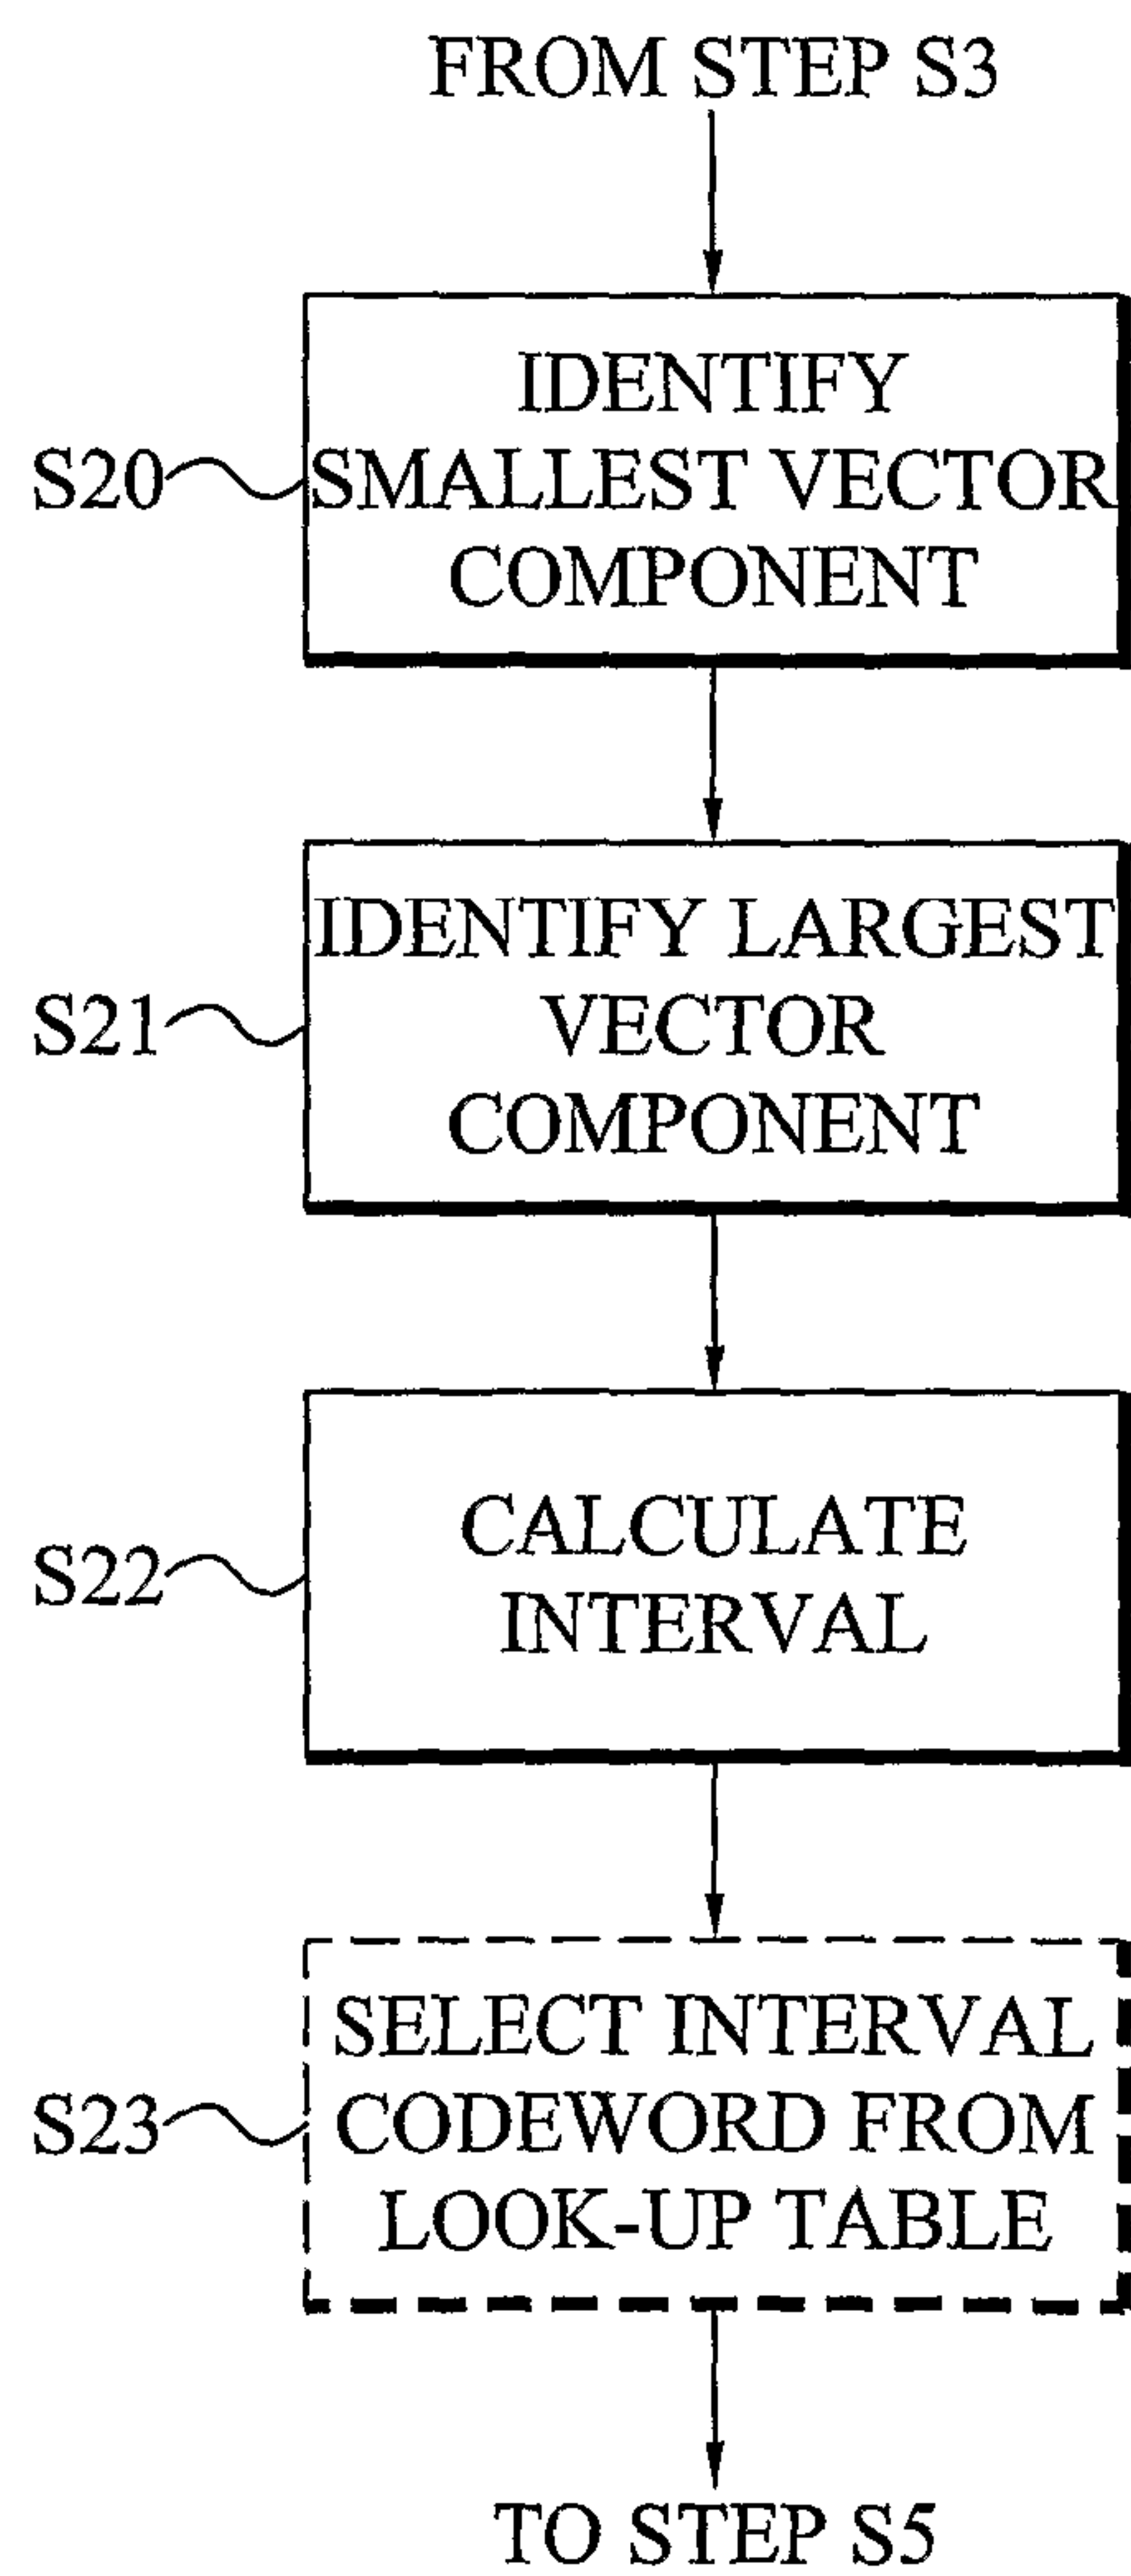 FROM STEP S3
IDENTIFY
S20 SMALLEST VECTOR
COMPONENT
IDENTIFY LARGEST
S21 VECTOR
COMPONENT
CALCULATE
S22
INTERVAL
SELECT INTERVAL
S23 CODEWORD FROM
LOOK-UP TABLE
TO STEP S5